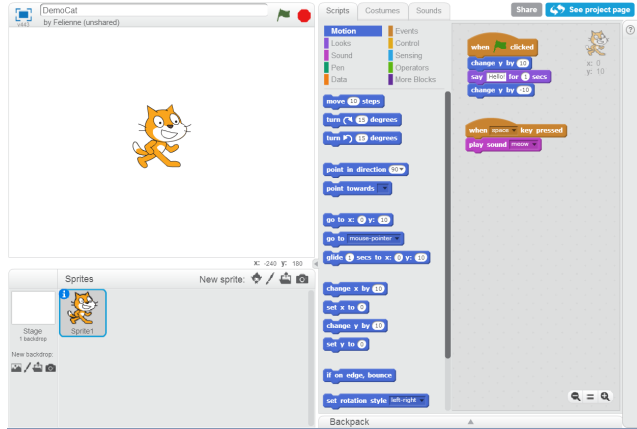 DemoCat
by Felienne (unshared)
x: -240 y: 180
Sprites
New sprite:
Stage
1 backdrop
Sprite1
New backdrop:
Scripts Costumes Sounds
Share
See project page
Motion
Events
Looks
Control
Sound
Sensing
Pen
Operators
Data
More Blocks
move 10 steps
turn 15 degrees
turn 15 degrees
point in direction 90
point towards
go to x: 0 y: 10
go to mouse-pointer
glide 1 secs to x: 0 y: 10
change x by 10
set x to 0
change y by 10
set y to 0
if on edge, bounce
set rotation style left-right
Backpack
when clicked
change y by 10
say Hello! for 1 secs
change y by -10
when space key pressed
play sound meow
x: 0
y: 10
?